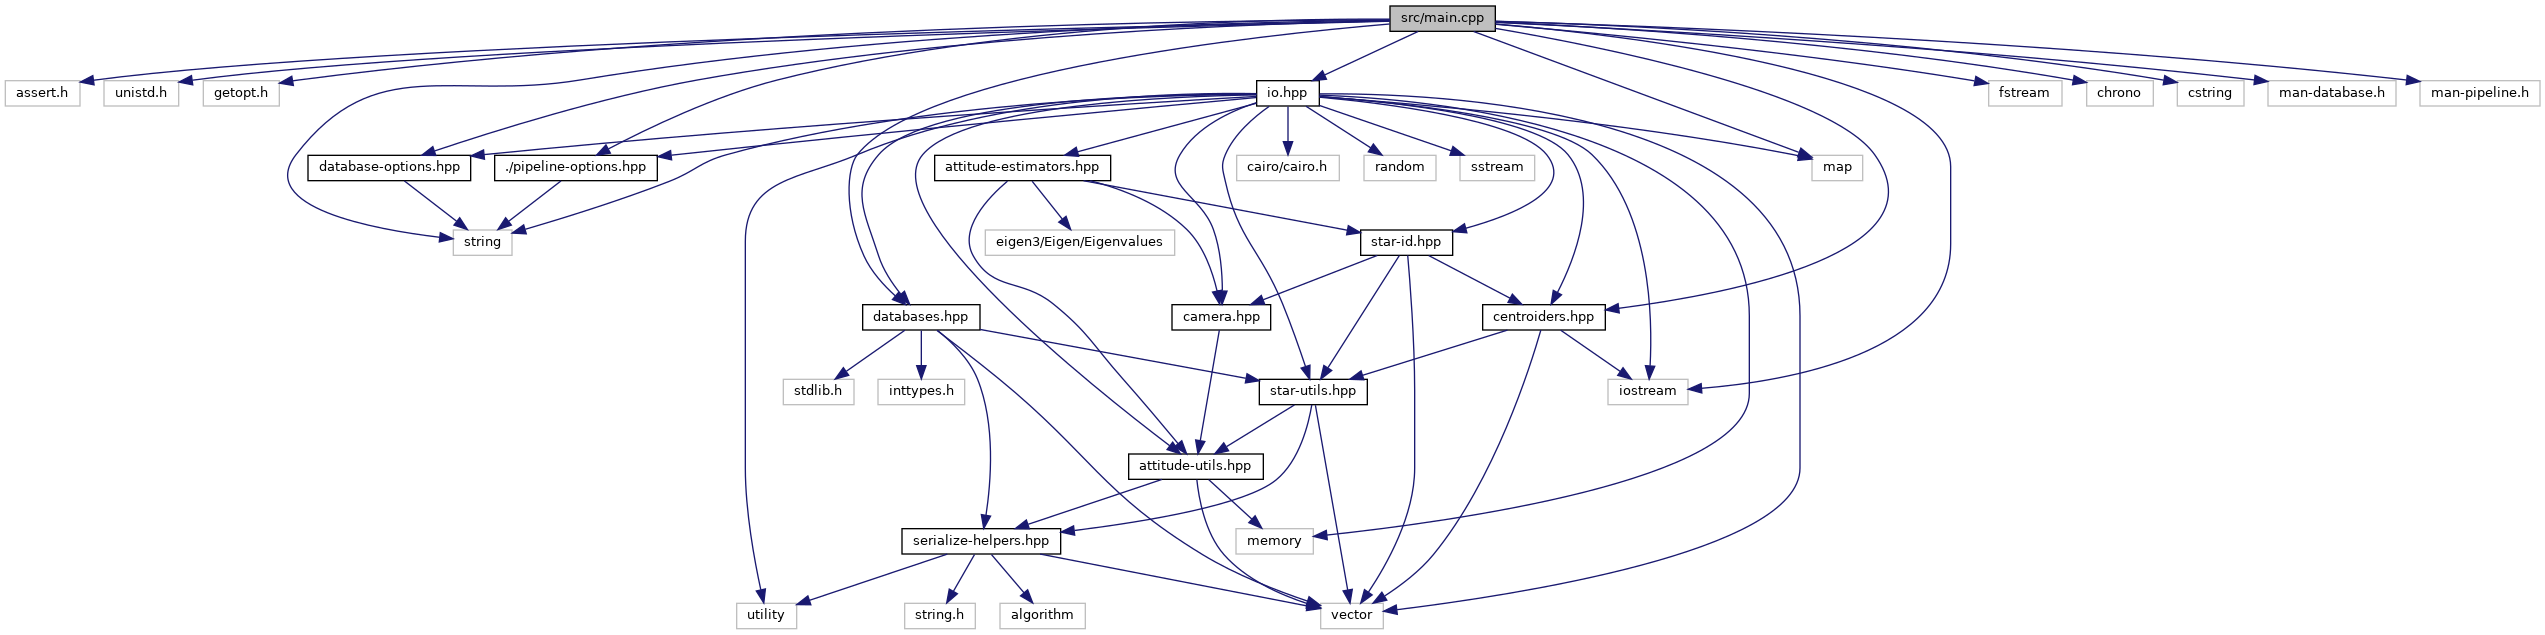 src/main.cpp
assert.h
unistd.h
getopt.h
io.hpp
fstream
chrono
cstring
man-database.h
man-pipeline.h
database-options.hpp
./pipeline-options.hpp
attitude-estimators.hpp
cairo/cairo.h
random
sstream
map
string
eigen3/Eigen/Eigenvalues
star-id.hpp
databases.hpp
camera.hpp
centroiders.hpp
stdlib.h
inttypes.h
star-utils.hpp
iostream
attitude-utils.hpp
serialize-helpers.hpp
memory
utility
string.h
algorithm
vector